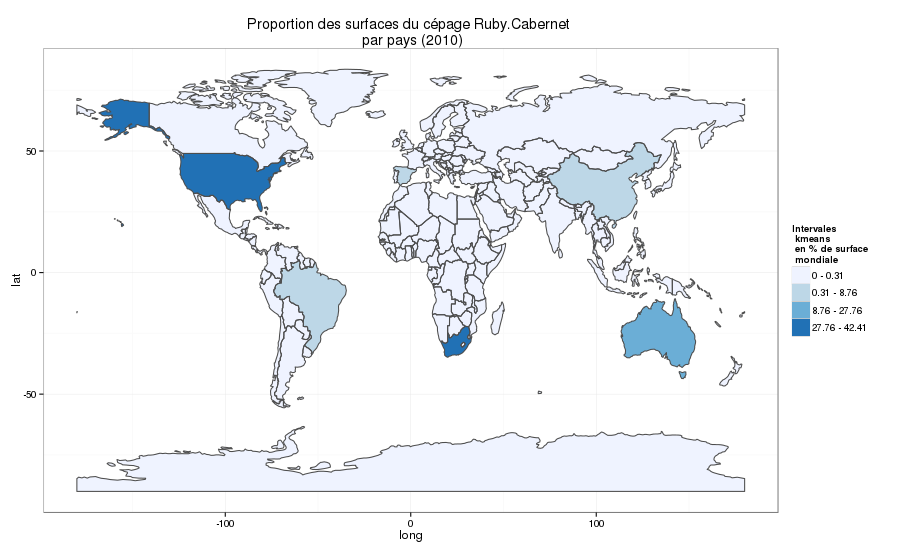 Proportion des surfaces du cépage Ruby.Cabernet
par pays (2010)
50
0
-50
lat
-100
0
100
long
Intervales
kmeans
en % de surface
mondiale
0 - 0.31
0.31 - 8.76
8.76 - 27.76
27.76 - 42.41